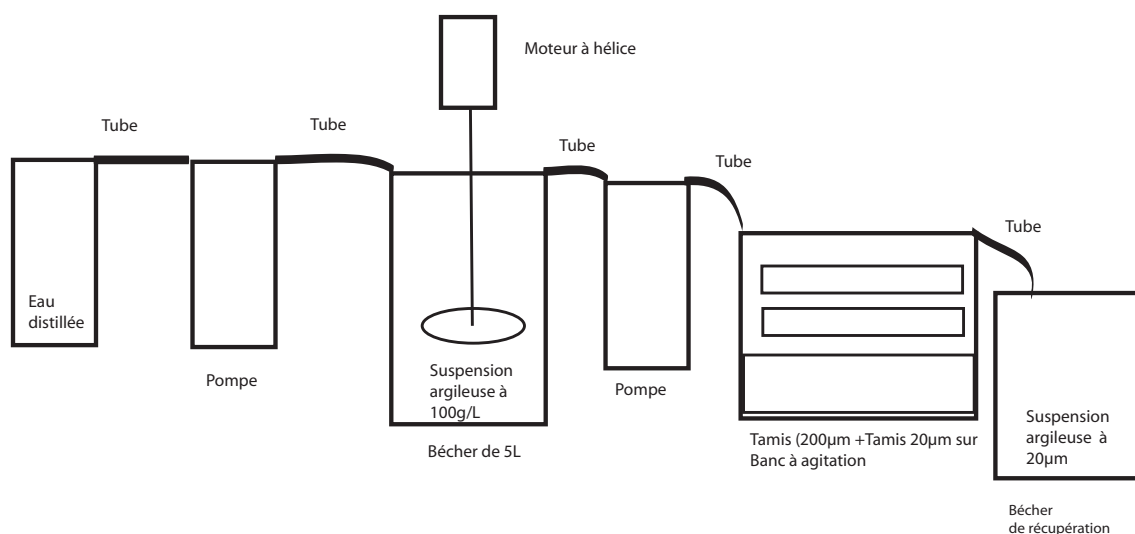 Moteur à hélice
Tube
Tube
Tube
Tube
Tube
Eau
distillée
Pompe
Suspension
argileuse à
100g/L
Bécher de 5L
Pompe
Tamis (200µm +Tamis 20µm sur
Banc à agitation
Suspension
argileuse à
20µm
Bécher
de récupération